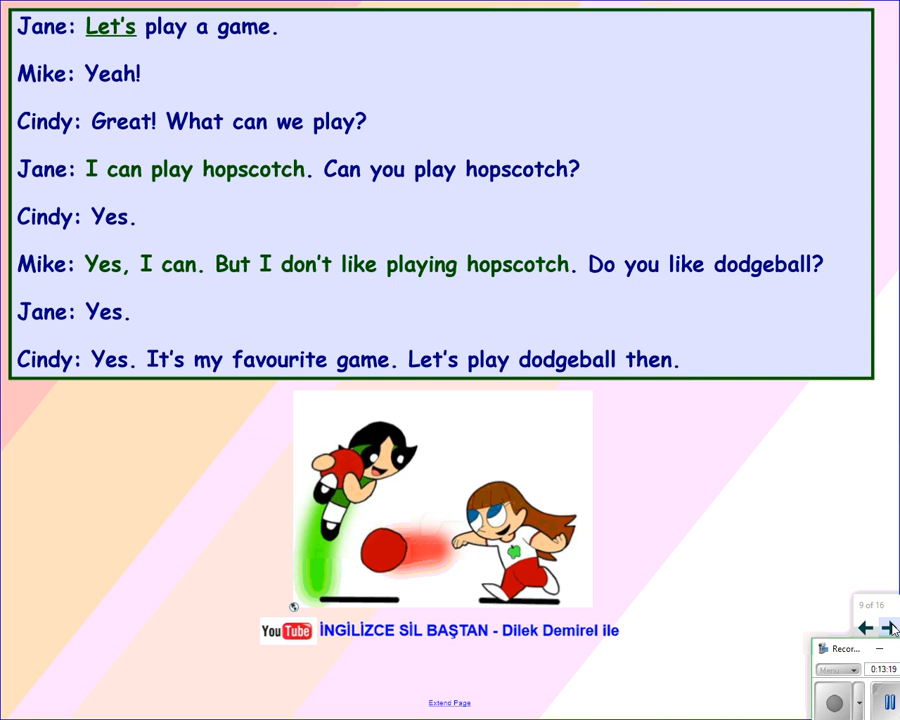 Jane: Let's play a game.
Mike: Yeah!
Cindy: Great! What can we play?
Jane: I can play hopscotch. Can you play hopscotch?
Cindy: Yes.
Mike: Yes, I can. But I don't like playing hopscotch. Do you like dodgeball?
Jane: Yes.
Cindy: Yes. It's my favourite game. Let's play dodgeball then.
9 of 16
YouTube İNGİLİZCE SİL BAŞTAN - Dilek Demirel ile
Recor...
Menu
0:13:19
Extend Page